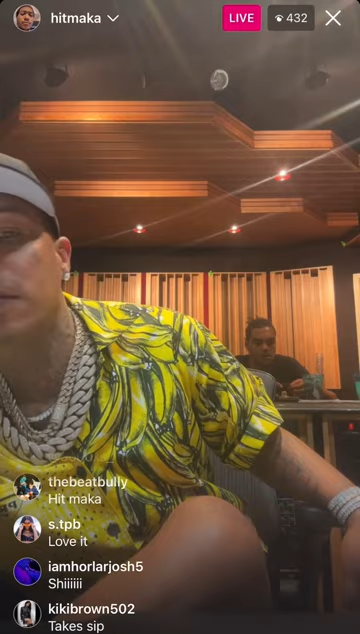 hitmaka
LIVE
432
thebeatbully
Hit maka
s.tpb
Love it
iamhorlarjosh5
Shiiiiii
kikibrown502
Takes sip